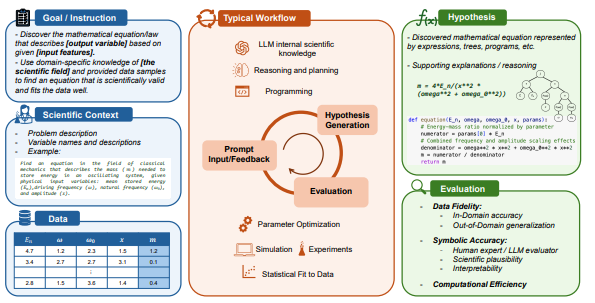 Goal / Instruction
- Discover the mathematical equation/law
that describes [output variable] based on
given [input features].
- Use domain-specific knowledge of [the
scientific field] and provided data samples
to find an equation that is scientifically valid
and fits the data well.
Scientific Context
- Problem description
- Variable names and descriptions
- Example:
Find an equation in the field of classical
mechanics that describes the mass (m) needed to
store energy in an oscillating system, given
physical input variables: mean stored energy
(E_n), driving frequency (ω), natural frequency (ω₀),
and amplitude (x).
Data
E_n ω ω₀ x m
4.7 1.2 2.3 1.5 1.2
3.4 2.7 2.7 3.1 0.1
⋮
2.8 1.5 3.6 1.4 0.4
Typical Workflow
LLM internal scientific
knowledge
Reasoning and planning
Programming
Hypothesis
Generation
Prompt
Input/Feedback
Evaluation
Parameter Optimization
Simulation
Experiments
Statistical Fit to Data
f(x)
Hypothesis
- Discovered mathematical equation represented
by expressions, trees, programs, etc.
- Supporting explanations / reasoning
m = 4*E_n/(x**2 *
(omega**2 + omega_0**2))
def equation(E_n, omega, omega_0, x, params):
# Energy-mass ratio normalized by parameter
numerator = params[0] * E_n
# Combined frequency and amplitude scaling effects
denominator = omega**2 * x**2 + omega_0**2 * x**2
m = numerator / denominator
return m
Evaluation
- Data Fidelity:
- In-Domain accuracy
- Out-of-Domain generalization
- Symbolic Accuracy:
- Human expert / LLM evaluator
- Scientific plausibility
- Interpretability
- Computational Efficiency